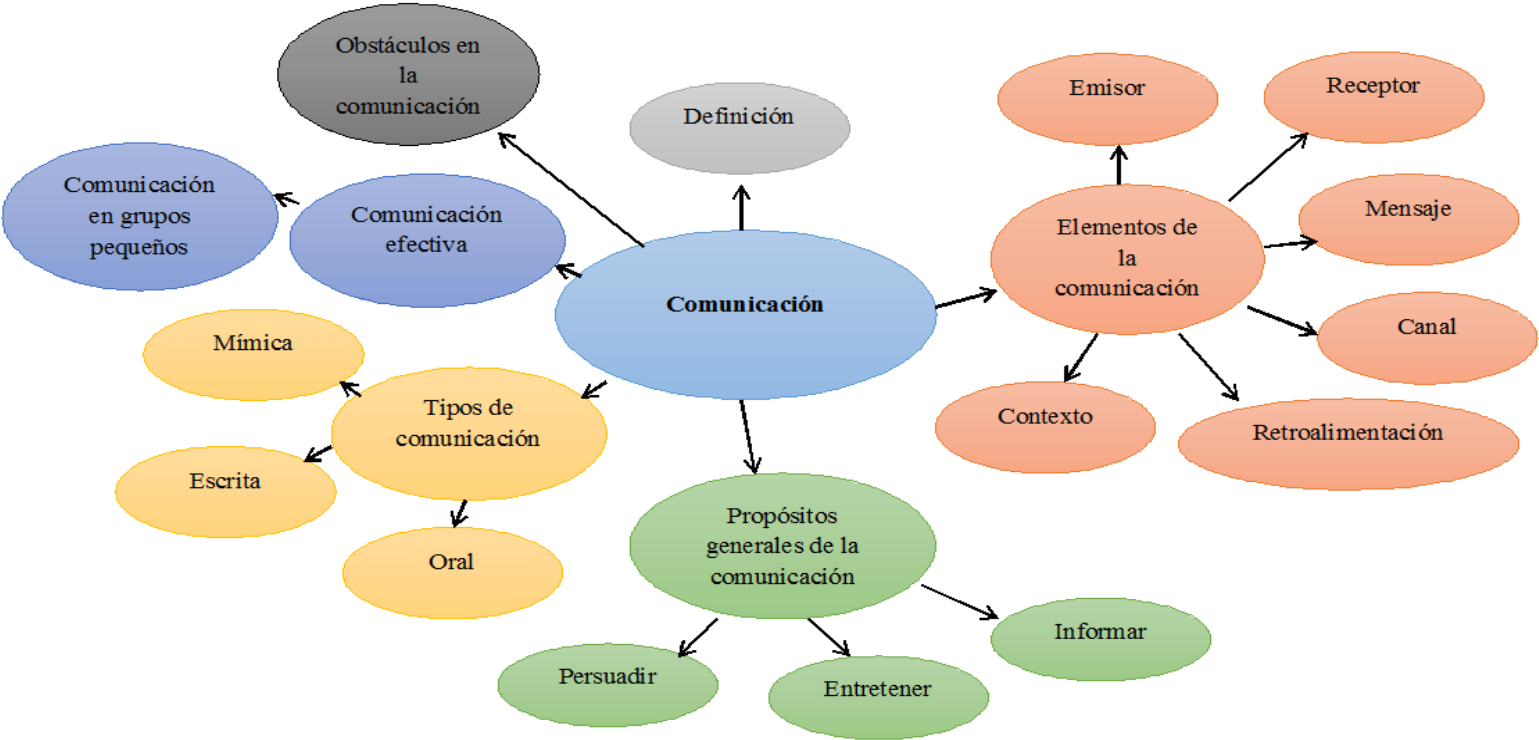 Obstáculos en
la
comunicación
Definición
Emisor
Receptor
Comunicación
en grupos
pequeños
Comunicación
efectiva
Comunicación
Elementos de
la
comunicación
Mensaje
Canal
Contexto
Retroalimentación
Mímica
Tipos de
comunicación
Escrita
Oral
Propósitos
generales de la
comunicación
Persuadir
Entretener
Informar